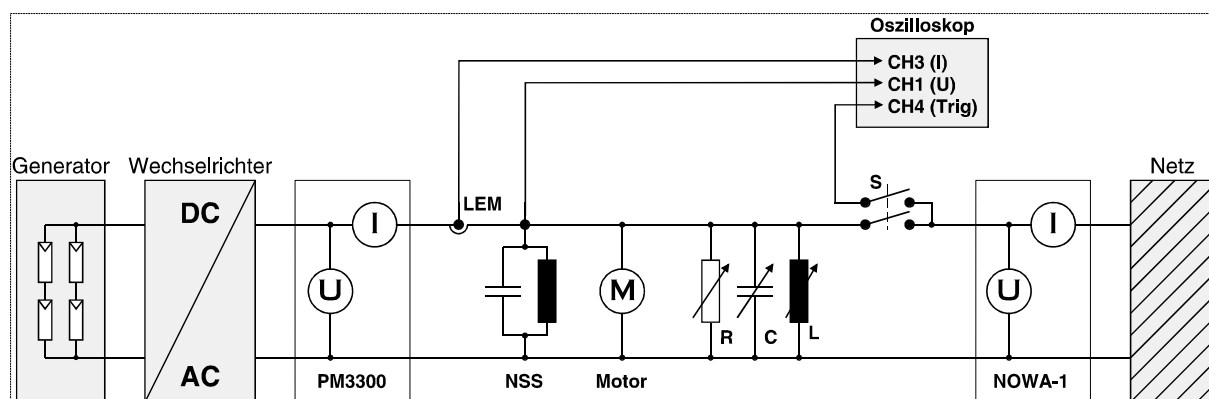 Oszilloskop
CH3 (I)
CH1 (U)
CH4 (Trig)
Generator
Wechselrichter
Netz
LEM
S
DC
AC
I
U
M
R
C
L
I
U
PM3300
NSS
Motor
NOWA-1